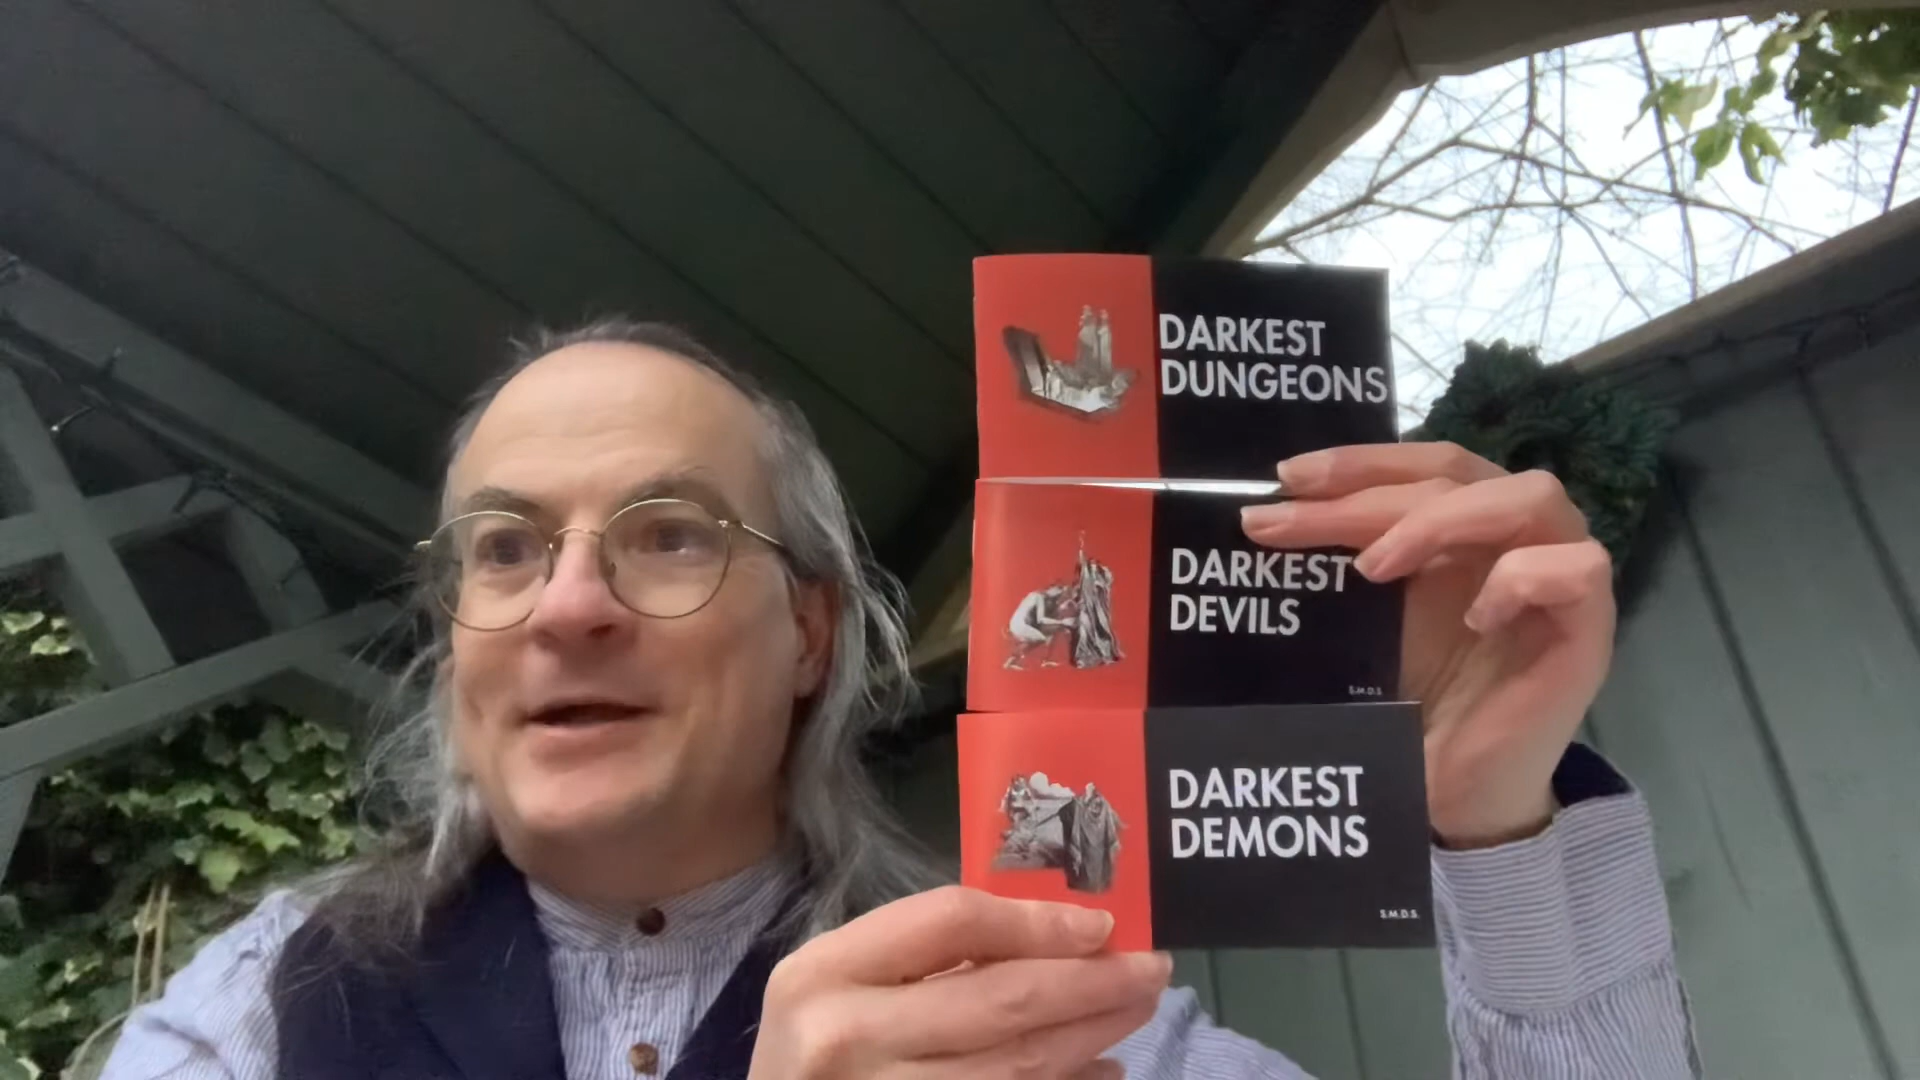 DARKEST
DUNGEONS
DARKEST
DEVILS
S.M.D.S.
DARKEST
DEMONS
S.M.D.S.